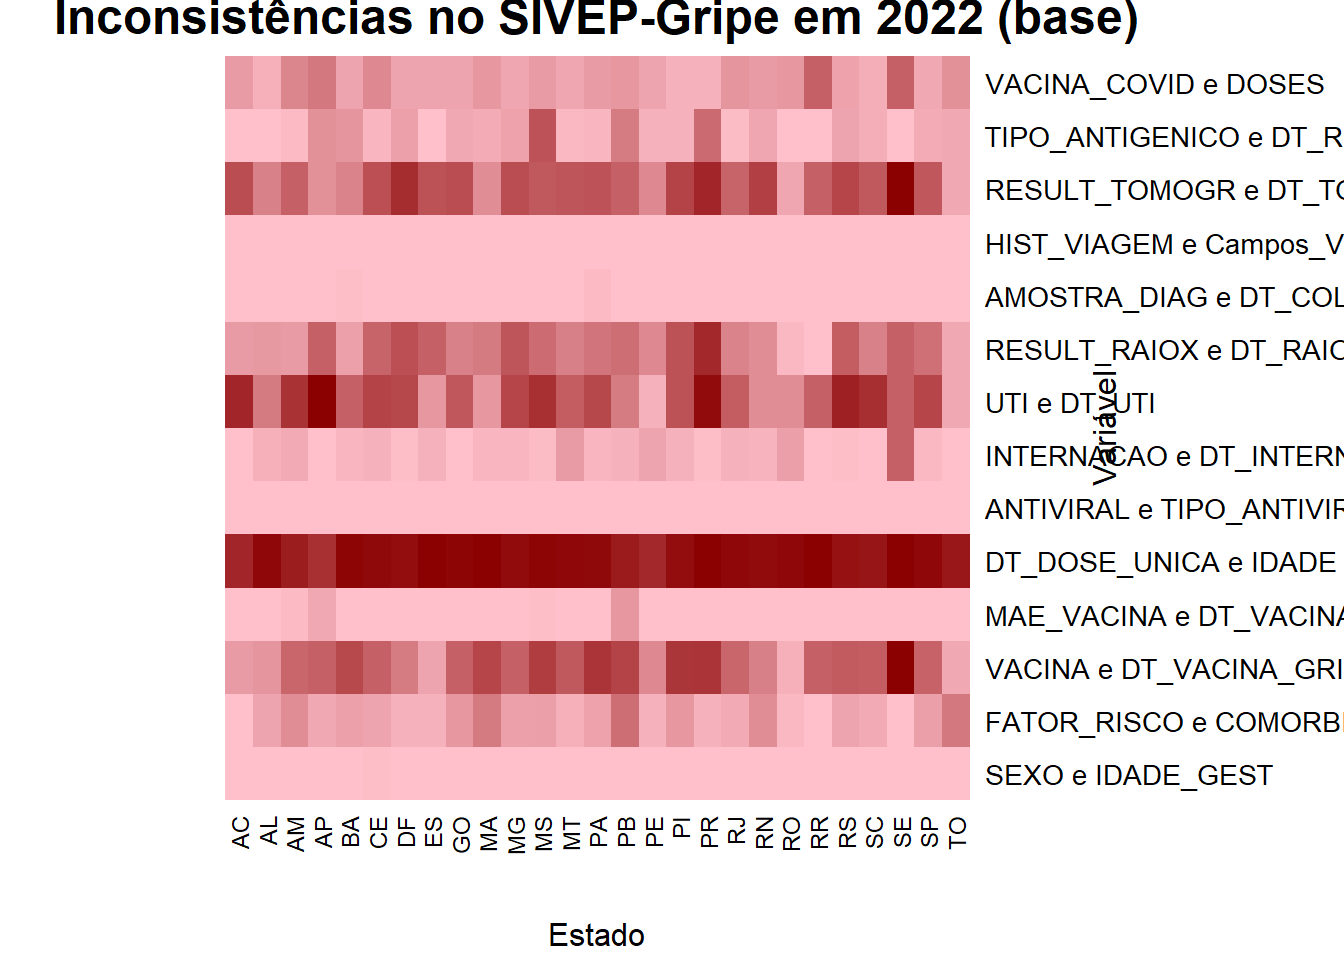 Inconsistências no SIVEP-Gripe em 2022 (base)
VACINA_COVID e DOSES
TIPO_ANTIGENICO e DT_R
RESULT_TOMOGR e DT_TO
HIST_VIAGEM e Campos_V
AMOSTRA_DIAG e DT_COL
RESULT_RAIOX e DT_RAIO
UTI e DT_UTI
Variável
INTERNACAO e DT_INTERN
ANTIVIRAL e TIPO_ANTIVIR
DT_DOSE_UNICA e IDADE
MAE_VACINA e DT_VACINA
VACINA e DT_VACINA_GRI
FATOR_RISCO e COMORBI
SEXO e IDADE_GEST
AC AL AM AP BA CE DF ES GO MA MG MS MT PA PB PE PI PR RJ RN RO RR RS SC SE SP TO
Estado